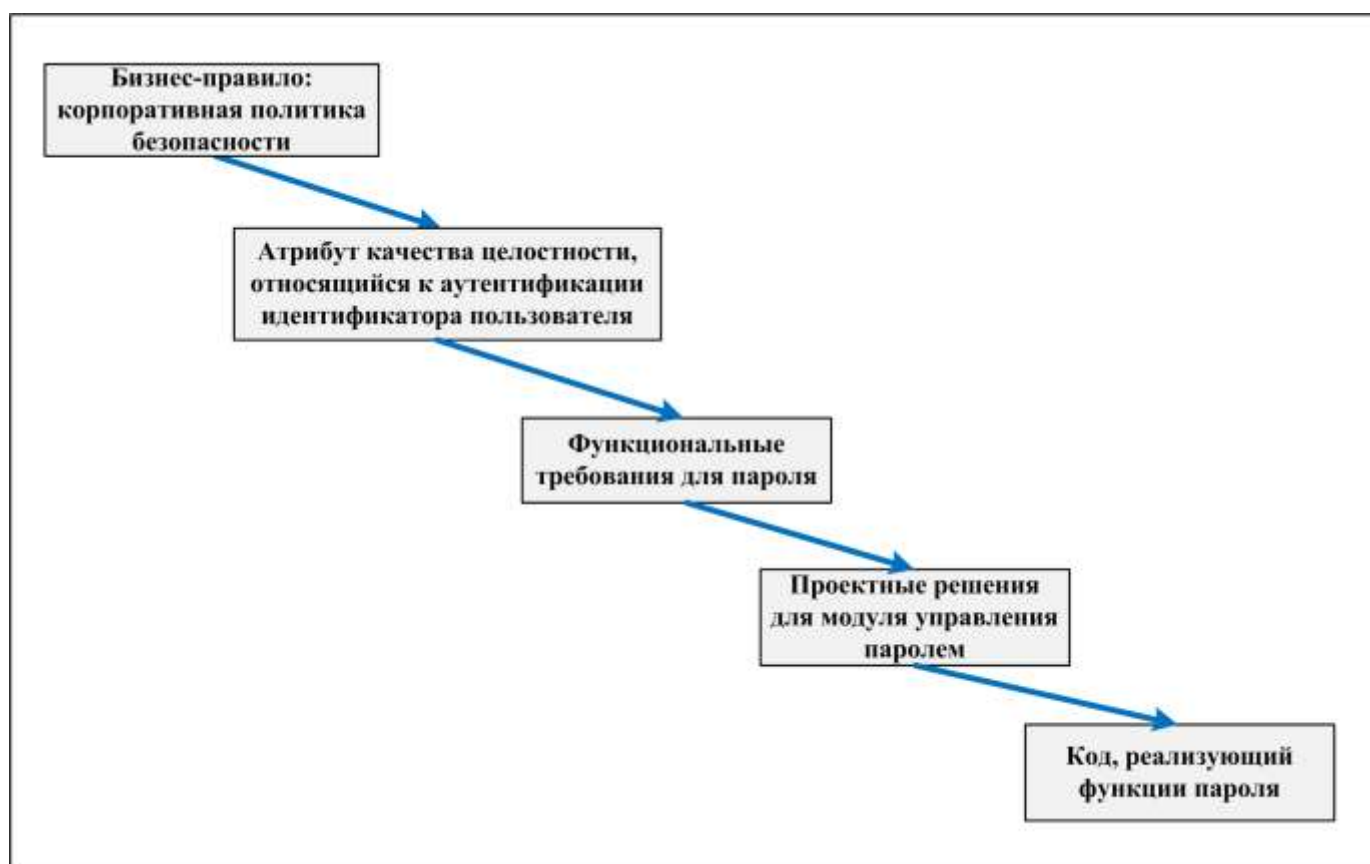 Бизнес-правило:
корпоративная политика
безопасности
Атрибут качества целостности,
относящийся к аутентификации
идентификатора пользователя
Функциональные
требования для пароля
Проектные решения
для модуля управления
паролем
Код, реализующий
функции пароля